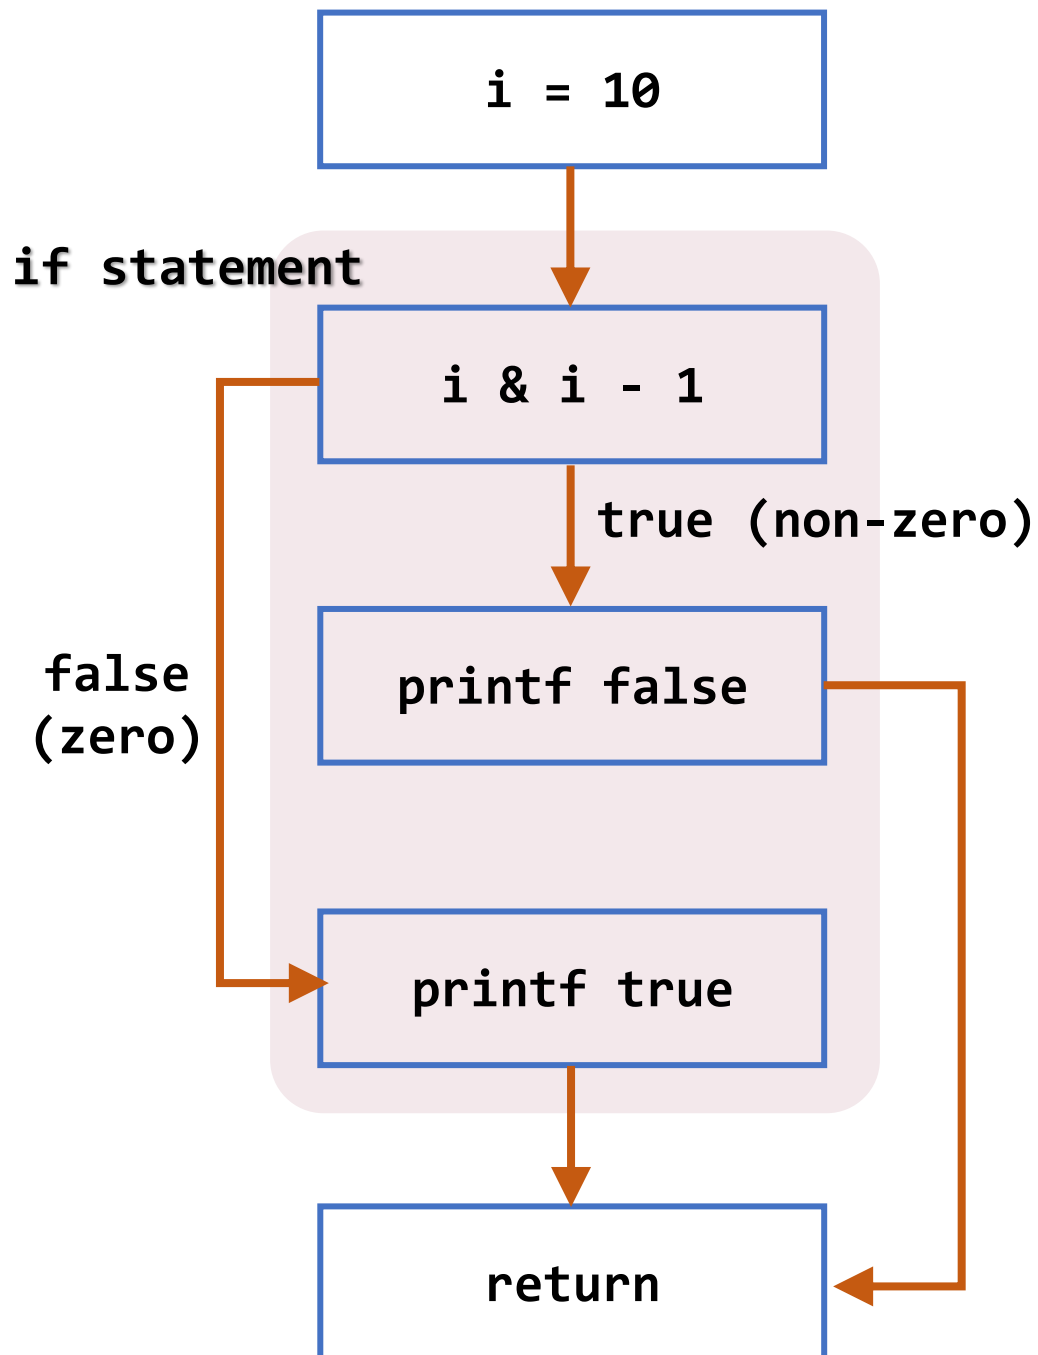 i = 10
if statement
i & i - 1
true (non-zero)
false
(zero)
printf false
printf true
return